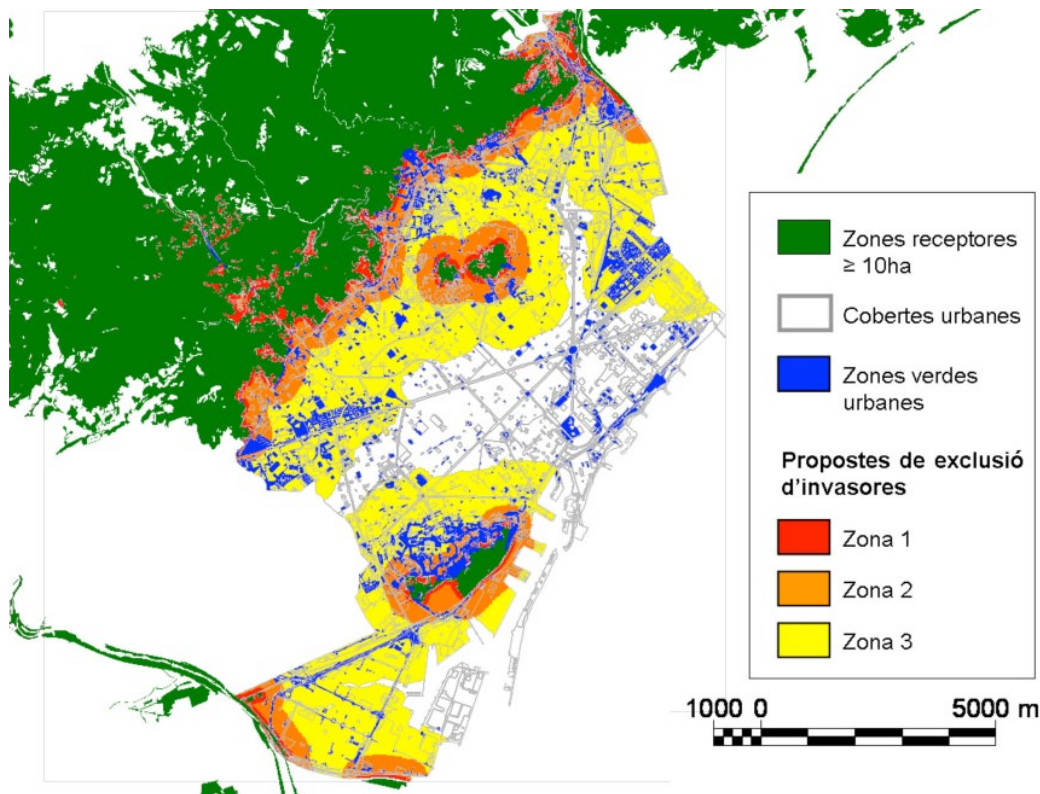 Zones receptores
≥ 10ha
Cobertes urbanes
Zones verdes
urbanes
Propostes de exclusió
d’invasores
Zona 1
Zona 2
Zona 3
1000 0 5000 m